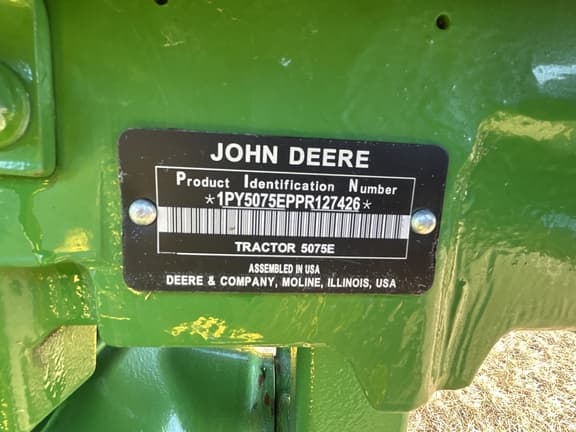 JOHN DEERE
Product Identification Number
*1PY5075EPPR127426*
TRACTOR 5075E
ASSEMBLED IN USA
DEERE & COMPANY, MOLINE, ILLINOIS, USA